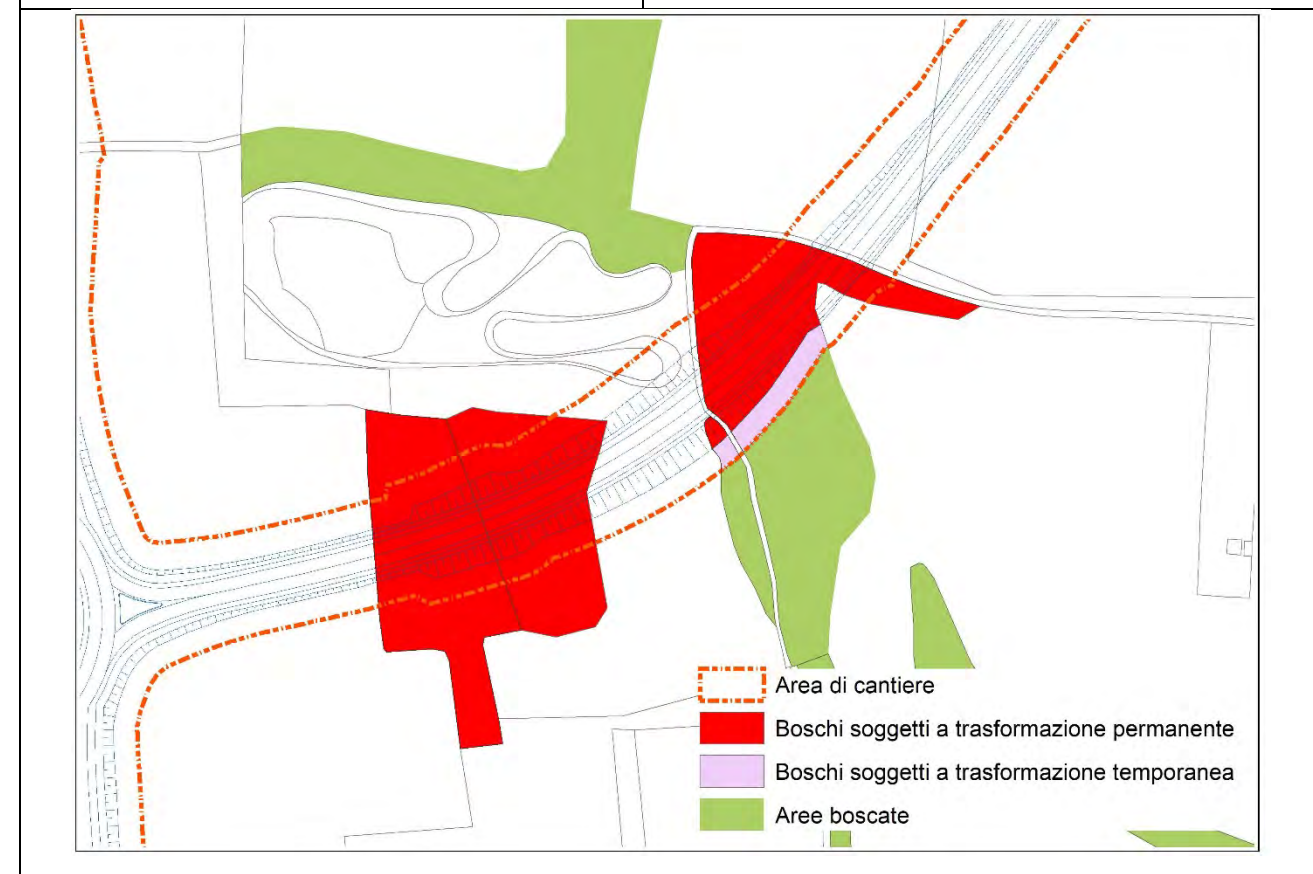 Area di cantiere
Boschi soggetti a trasformazione permanente
Boschi soggetti a trasformazione temporanea
Aree boscate